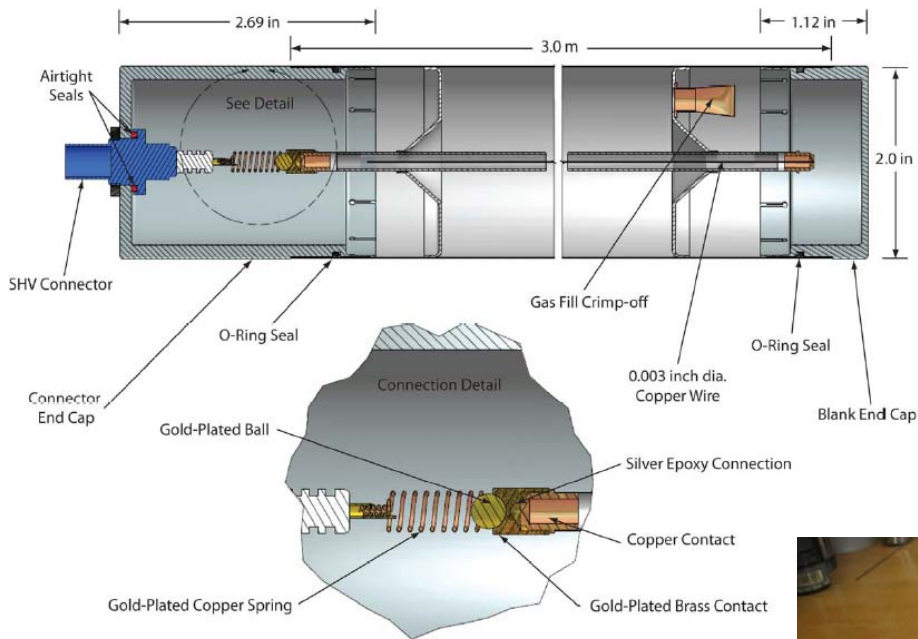 2.69 in
1.12 in
3.0 m
Airtight
Seals
See Detail
2.0 in
SHV Connector
Gas Fill Crimp-off
O-Ring Seal
O-Ring Seal
0.003 inch dia.
Copper Wire
Connector
End Cap
Blank End Cap
Connection Detail
Gold-Plated Ball
Silver Epoxy Connection
Copper Contact
Gold-Plated Copper Spring
Gold-Plated Brass Contact